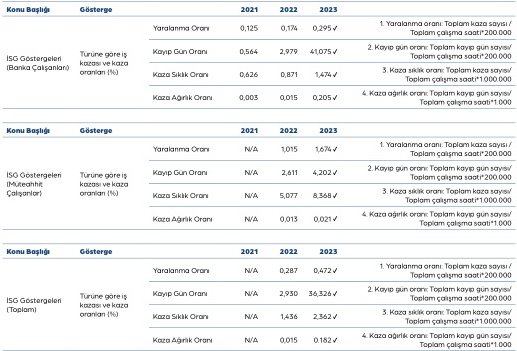 Konu Başlığı Gösterge 2021 2022 2023
İSG Göstergeleri (Banka Çalışanları) Türüne göre iş kazası ve kaza oranları (%)
Yaralanma Oranı 0,125 0,174 0,295 ✓ 1. Yaralanma oranı: Toplam kaza sayısı / Toplam çalışma saati*200.000
Kayıp Gün Oranı 0,564 2,979 41,075 ✓ 2. Kayıp gün oranı: Toplam kayıp gün sayısı/ Toplam çalışma saati*200.000
Kaza Sıklık Oranı 0,626 0,871 1,474 ✓ 3. Kaza sıklık oranı: Toplam kaza sayısı/ Toplam çalışma saati*1.000.000
Kaza Ağırlık Oranı 0,003 0,015 0,205 ✓ 4. Kaza ağırlık oranı: Toplam kayıp gün sayısı/ Toplam çalışma saati*1.000
Konu Başlığı Gösterge 2021 2022 2023
İSG Göstergeleri (Müteahhit Çalışanlar) Türüne göre iş kazası ve kaza oranları (%)
Yaralanma Oranı N/A 1,015 1,674 ✓ 1. Yaralanma oranı: Toplam kaza sayısı / Toplam çalışma saati*200.000
Kayıp Gün Oranı N/A 2,611 4,202 ✓ 2. Kayıp gün oranı: Toplam kayıp gün sayısı/ Toplam çalışma saati*200.000
Kaza Sıklık Oranı N/A 5,077 8,368 ✓ 3. Kaza sıklık oranı: Toplam kaza sayısı/ Toplam çalışma saati*1.000.000
Kaza Ağırlık Oranı N/A 0,013 0,021 ✓ 4. Kaza ağırlık oranı: Toplam kayıp gün sayısı/ Toplam çalışma saati*1.000
Konu Başlığı Gösterge 2021 2022 2023
İSG Göstergeleri (Toplam) Türüne göre iş kazası ve kaza oranları (%)
Yaralanma Oranı N/A 0,287 0,472 ✓ 1. Yaralanma oranı: Toplam kaza sayısı / Toplam çalışma saati*200.000
Kayıp Gün Oranı N/A 2,930 36,326 ✓ 2. Kayıp gün oranı: Toplam kayıp gün sayısı/ Toplam çalışma saati*200.000
Kaza Sıklık Oranı N/A 1,436 2,362 ✓ 3. Kaza sıklık oranı: Toplam kaza sayısı/ Toplam çalışma saati*1.000.000
Kaza Ağırlık Oranı N/A 0,015 0.182 ✓ 4. Kaza ağırlık oranı: Toplam kayıp gün sayısı/ Toplam çalışma saati*1.000